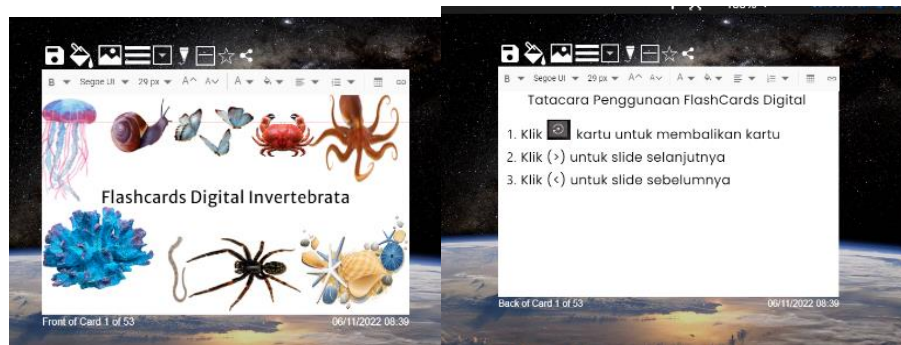 B Segoe UI 29 px A A A
Flashcards Digital Invertebrata
Front of Card 1 of 53
06/11/2022 08:39
B Segoe UI 29 px A A A
Tatacara Penggunaan FlashCards Digital
1. Klik kartu untuk membalikan kartu
2. Klik (>) untuk slide selanjutnya
3. Klik (<) untuk slide sebelumnya
Back of Card 1 of 53
06/11/2022 08:39